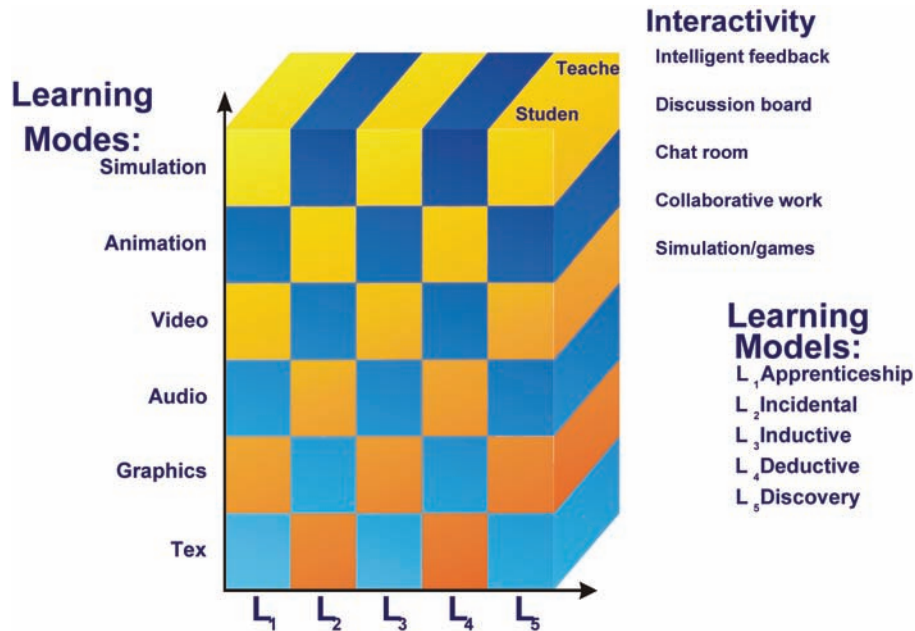 Interactivity
Intelligent feedback
Discussion board
Chat room
Collaborative work
Simulation/games
Learning
Modes:
Simulation
Animation
Video
Audio
Graphics
Tex
Teache
Studen
L1 L2 L3 L4 L5
Learning
Models:
L1Apprenticeship
L2Incidental
L3Inductive
L4Deductive
L5Discovery